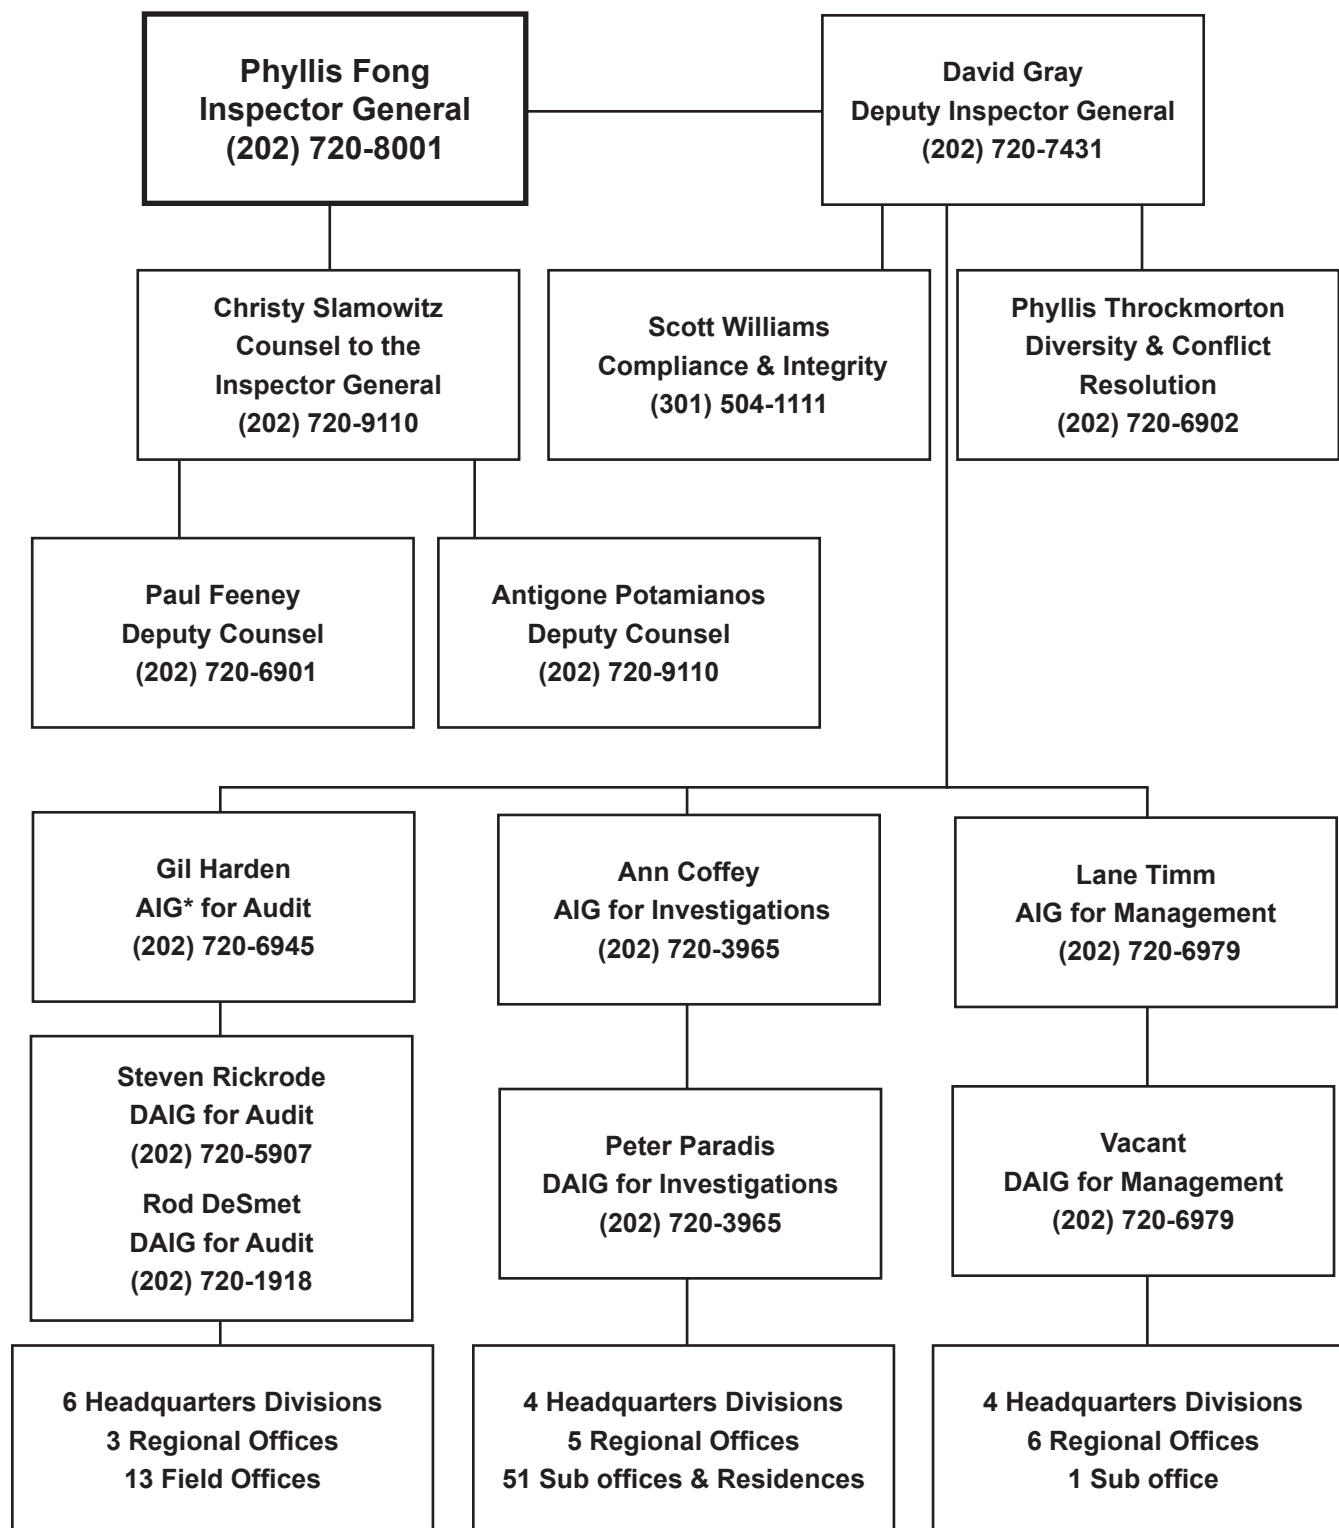 Phyllis Fong
Inspector General
(202) 720-8001
David Gray
Deputy Inspector General
(202) 720-7431
Christy Slamowitz
Counsel to the
Inspector General
(202) 720-9110
Scott Williams
Compliance & Integrity
(301) 504-1111
Phyllis Throckmorton
Diversity & Conflict
Resolution
(202) 720-6902
Paul Feeney
Deputy Counsel
(202) 720-6901
Antigone Potamianos
Deputy Counsel
(202) 720-9110
Gil Harden
AIG* for Audit
(202) 720-6945
Ann Coffey
AIG for Investigations
(202) 720-3965
Lane Timm
AIG for Management
(202) 720-6979
Steven Rickrode
DAIG for Audit
(202) 720-5907
Rod DeSmet
DAIG for Audit
(202) 720-1918
Peter Paradis
DAIG for Investigations
(202) 720-3965
Vacant
DAIG for Management
(202) 720-6979
6 Headquarters Divisions
3 Regional Offices
13 Field Offices
4 Headquarters Divisions
5 Regional Offices
51 Sub offices & Residences
4 Headquarters Divisions
6 Regional Offices
1 Sub office